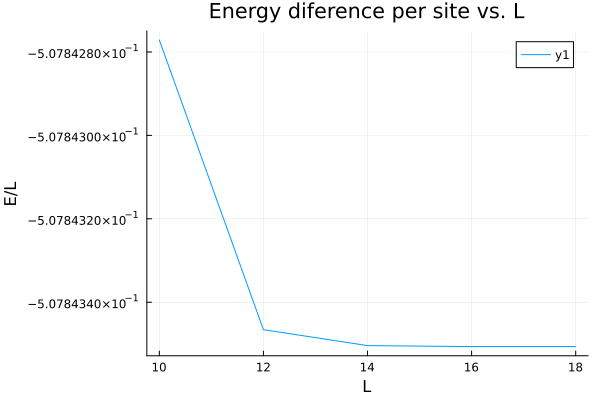 Energy diference per site vs. L
y1
−5.0784280×10⁻¹
−5.0784300×10⁻¹
−5.0784320×10⁻¹
−5.0784340×10⁻¹
E/L
10 12 14 16 18
L